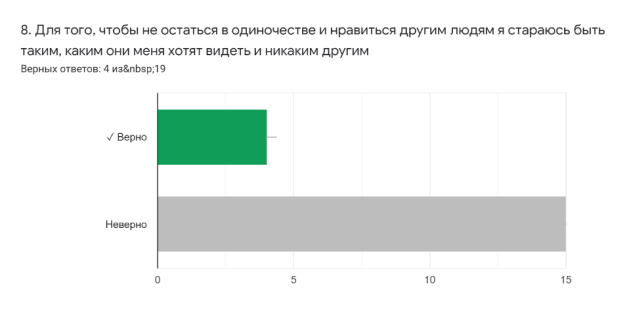 8. Для того, чтобы не остаться в одиночестве и нравиться другим людям я стараюсь быть
таким, каким они меня хотят видеть и никаким другим
Верных ответов: 4 из&nbsp;19
✓ Верно
Неверно
0 5 10 15